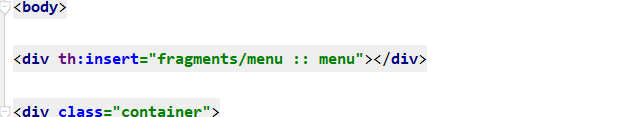 <body>
<div th:insert="fragments/menu :: menu"></div>
<div class="container">